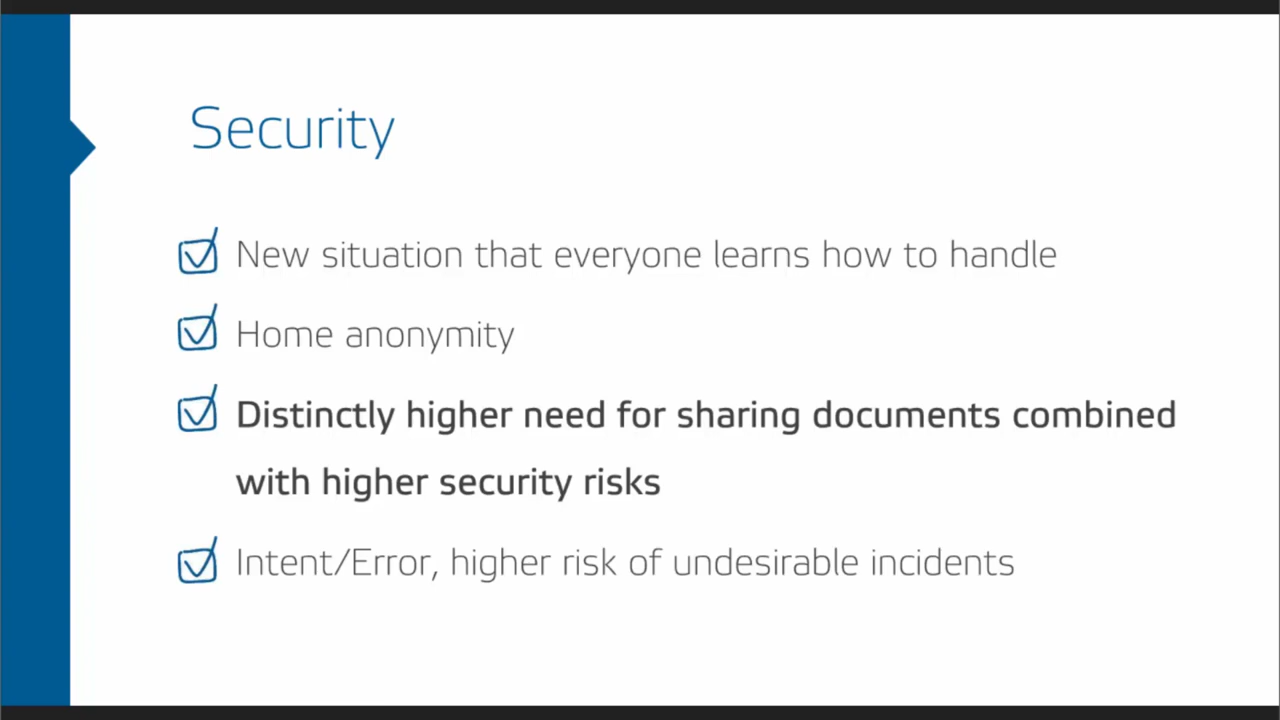 Security
New situation that everyone learns how to handle
Home anonymity
Distinctly higher need for sharing documents combined
with higher security risks
Intent/Error, higher risk of undesirable incidents